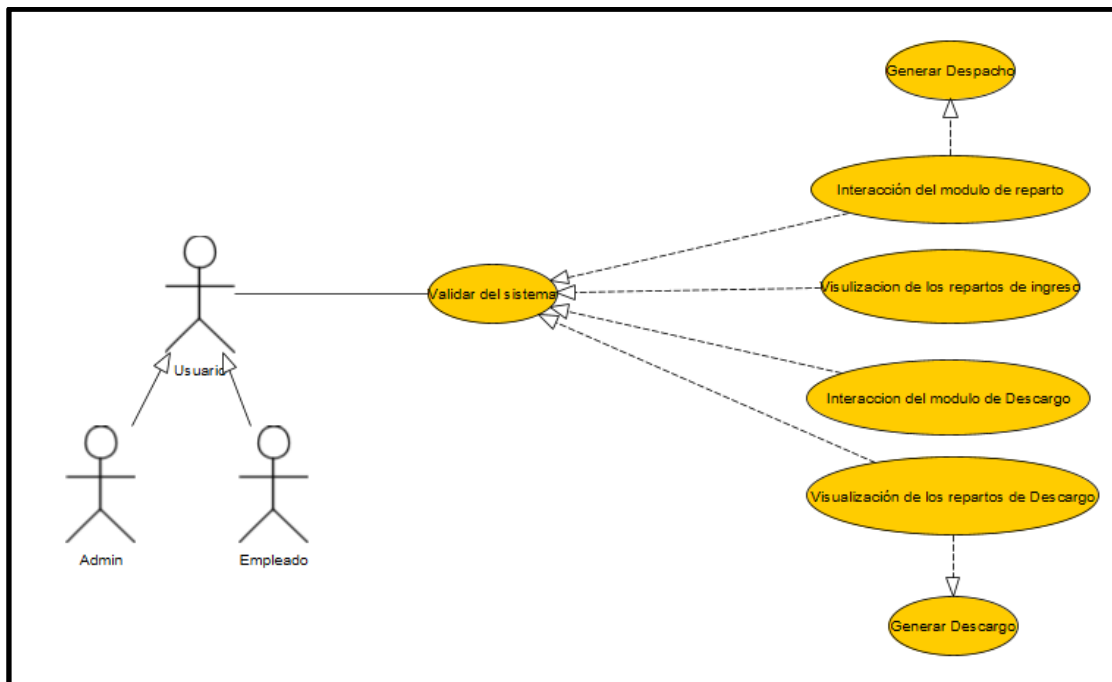 Generar Despacho
Interacción del modulo de reparto
Validar del sistema
Visulizacion de los repartos de ingreso
Usuario
Interaccion del modulo de Descargo
Visualización de los repartos de Descargo
Admin
Empleado
Generar Descargo